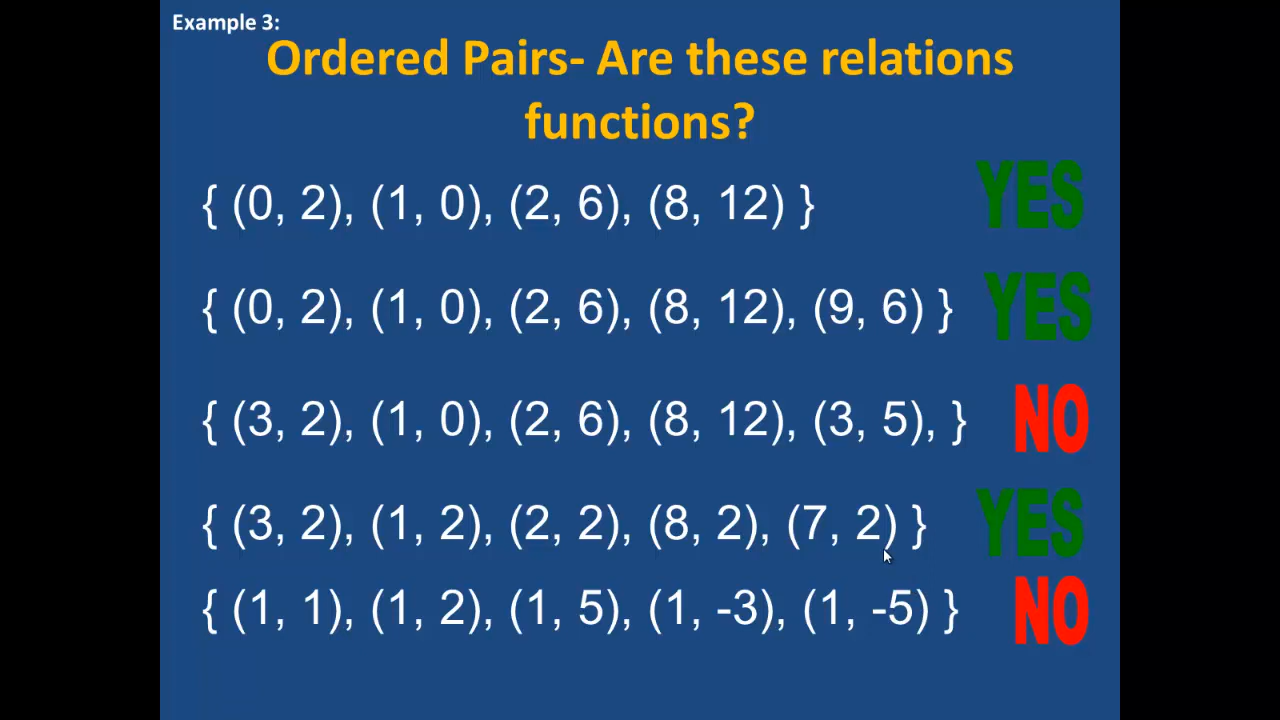 Example 3:
Ordered Pairs- Are these relations
functions?
{ (0, 2), (1, 0), (2, 6), (8, 12) } YES
{ (0, 2), (1, 0), (2, 6), (8, 12), (9, 6) } YES
{ (3, 2), (1, 0), (2, 6), (8, 12), (3, 5), } NO
{ (3, 2), (1, 2), (2, 2), (8, 2), (7, 2) } YES
{ (1, 1), (1, 2), (1, 5), (1, -3), (1, -5) } NO